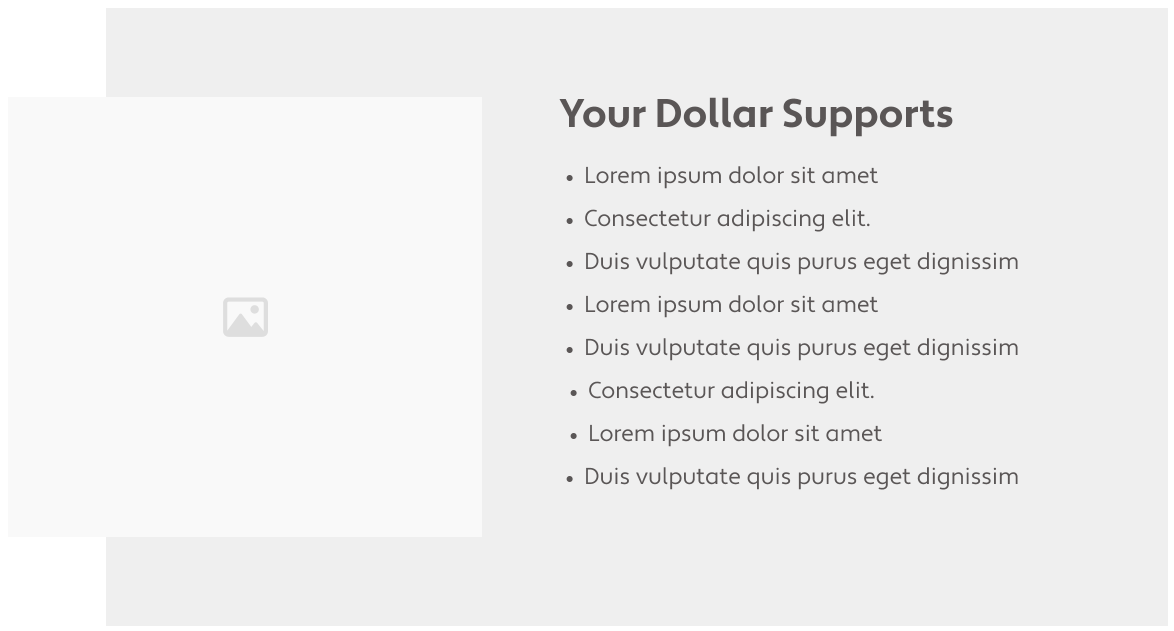 Your Dollar Supports
• Lorem ipsum dolor sit amet
• Consectetur adipiscing elit.
• Duis vulputate quis purus eget dignissim
• Lorem ipsum dolor sit amet
• Duis vulputate quis purus eget dignissim
• Consectetur adipiscing elit.
• Lorem ipsum dolor sit amet
• Duis vulputate quis purus eget dignissim